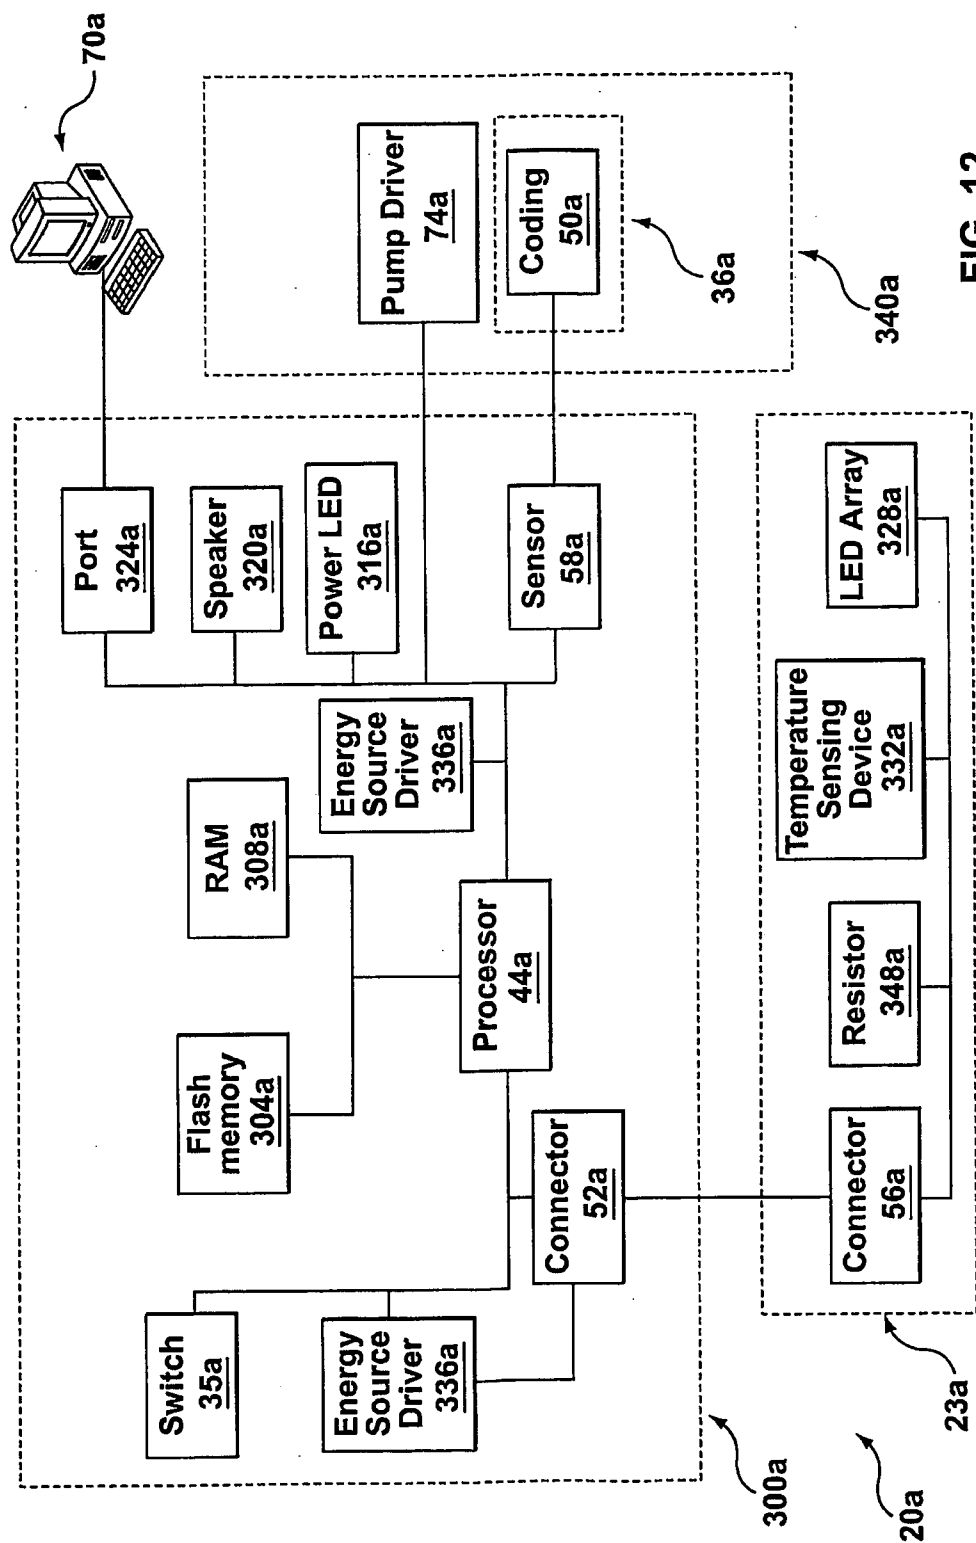 70a
Port
324a
Speaker
320a
Power LED
316a
Pump Driver
74a
Coding
50a
36a
340a
Sensor
58a
Energy
Source
Driver
336a
RAM
308a
Flash
memory
304a
Processor
44a
Switch
35a
Energy
Source
Driver
336a
Connector
52a
300a
Connector
56a
Resistor
348a
Temperature
Sensing
Device
332a
LED Array
328a
23a
20a
FIG.